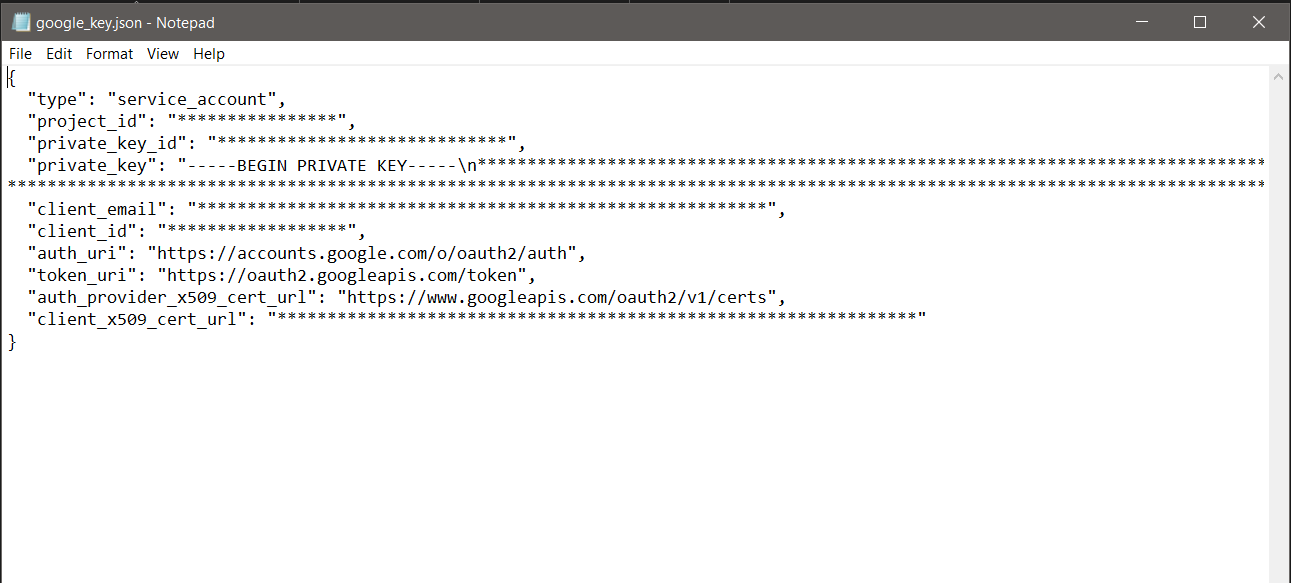 google_key.json - Notepad
File Edit Format View Help
{
"type": "service_account",
"project_id": "****************",
"private_key_id": "*****************************",
"private_key": "-----BEGIN PRIVATE KEY-----\n*******************************************************************************
******************************************************************************************************************************
"client_email": "*********************************************************",
"client_id": "******************",
"auth_uri": "https://accounts.google.com/o/oauth2/auth",
"token_uri": "https://oauth2.googleapis.com/token",
"auth_provider_x509_cert_url": "https://www.googleapis.com/oauth2/v1/certs",
"client_x509_cert_url": "****************************************************************"
}